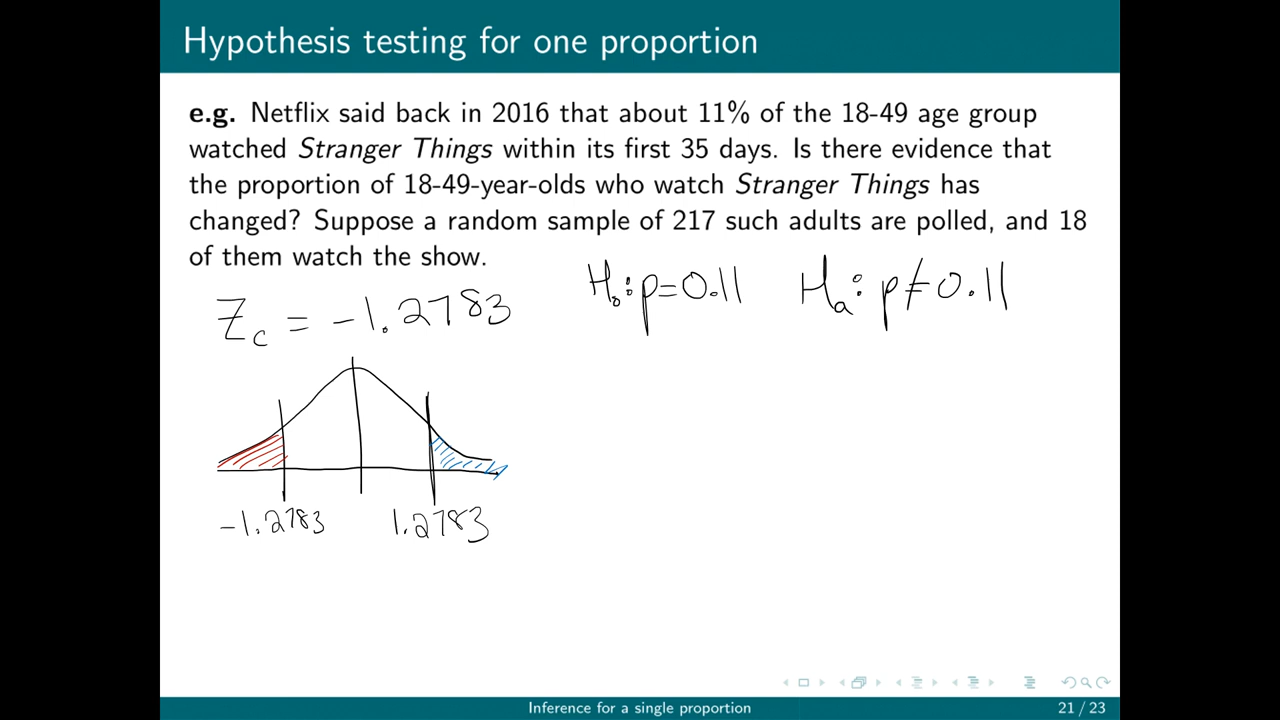 Hypothesis testing for one proportion
e.g. Netflix said back in 2016 that about 11% of the 18-49 age group
watched Stranger Things within its first 35 days. Is there evidence that
the proportion of 18-49-year-olds who watch Stranger Things has
changed? Suppose a random sample of 217 such adults are polled, and 18
of them watch the show.
H₀: p=0.11 Hₐ: p≠0.11
Z_c = -1.2783
-1.2783 1.2783
Inference for a single proportion 21 / 23